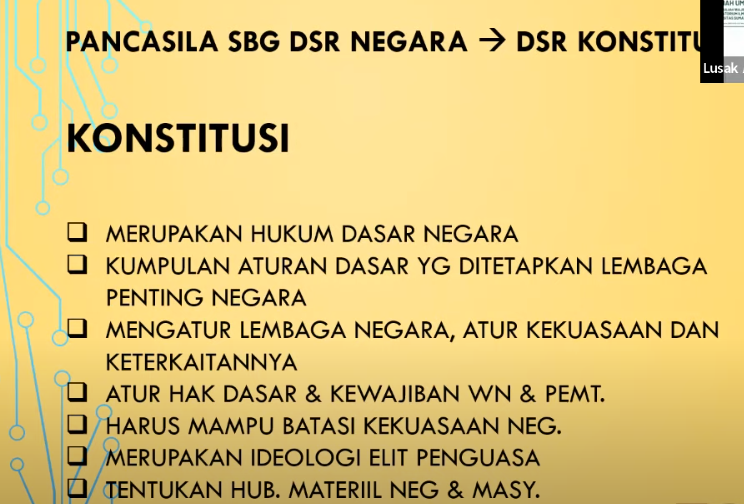 PANCASILA SBG DSR NEGARA → DSR
KONSTITUSI
❑ MERUPAKAN HUKUM DASAR NEGARA
❑ KUMPULAN ATURAN DASAR YG DITETAPKAN LEMBAGA
PENTING NEGARA
❑ MENGATUR LEMBAGA NEGARA, ATUR KEKUASAAN DAN
KETERKAITANNYA
❑ ATUR HAK DASAR & KEWAJIBAN WN & PEMT.
❑ HARUS MAMPU BATASI KEKUASAAN NEG.
❑ MERUPAKAN IDEOLOGI ELIT PENGUASA
❑ TENTUKAN HUB. MATERIIL NEG & MASY.
Lusak